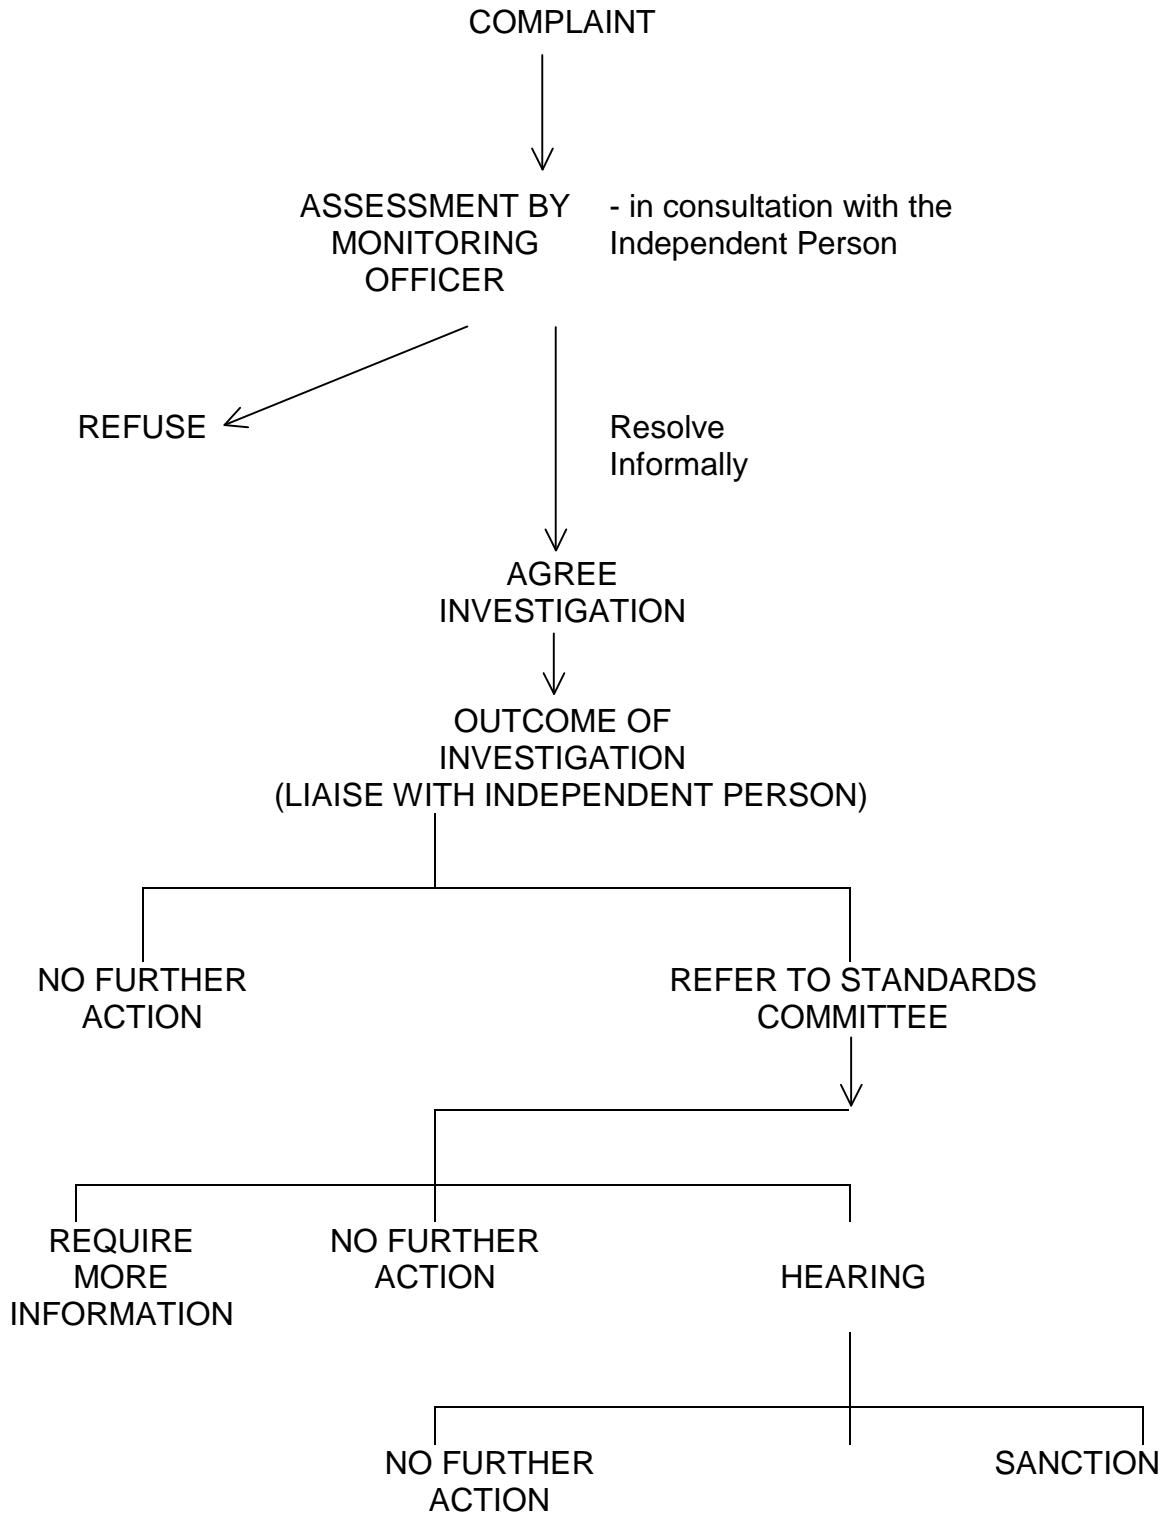 COMPLAINT
ASSESSMENT BY
MONITORING
OFFICER
- in consultation with the
Independent Person
REFUSE
Resolve
Informally
AGREE
INVESTIGATION
OUTCOME OF
INVESTIGATION
(LIAISE WITH INDEPENDENT PERSON)
NO FURTHER
ACTION
REFER TO STANDARDS
COMMITTEE
REQUIRE
MORE
INFORMATION
NO FURTHER
ACTION
HEARING
NO FURTHER
ACTION
SANCTION